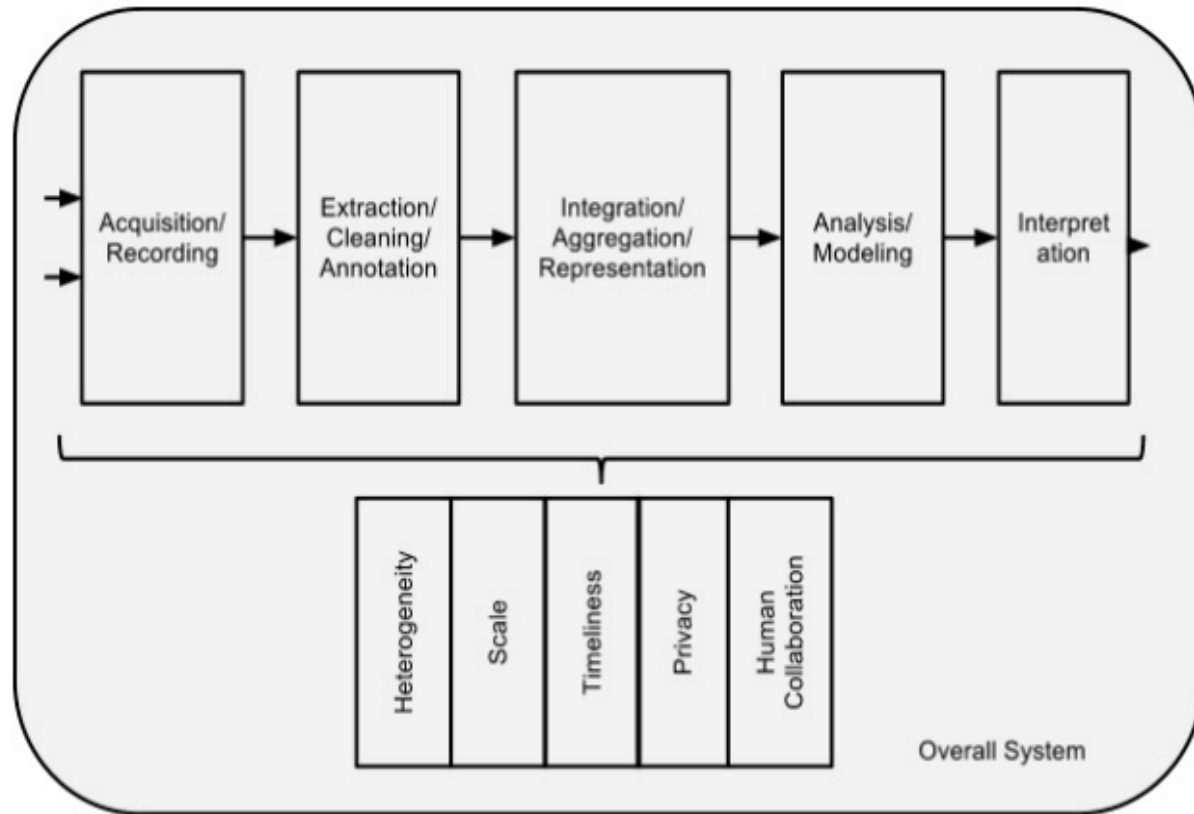 Acquisition/
Recording
Extraction/
Cleaning/
Annotation
Integration/
Aggregation/
Representation
Analysis/
Modeling
Interpret
ation
Heterogeneity
Scale
Timeliness
Privacy
Human
Collaboration
Overall System